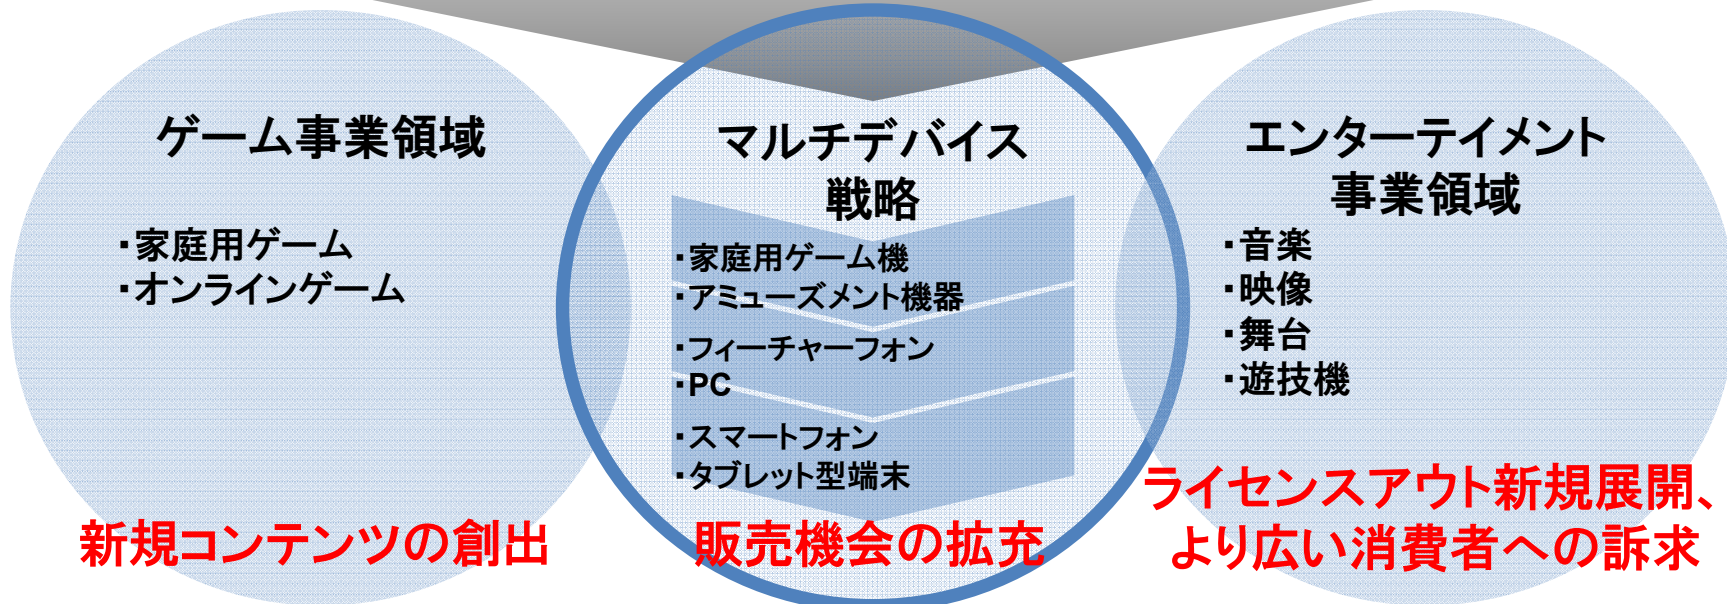 ゲーム事業領域
・家庭用ゲーム
・オンラインゲーム
新規コンテンツの創出
マルチデバイス
戦略
・家庭用ゲーム機
・アミューズメント機器
・フィーチャーフォン
・PC
・スマートフォン
・タブレット型端末
販売機会の拡充
エンターテイメント
事業領域
・音楽
・映像
・舞台
・遊技機
ライセンスアウト新規展開、
より広い消費者への訴求